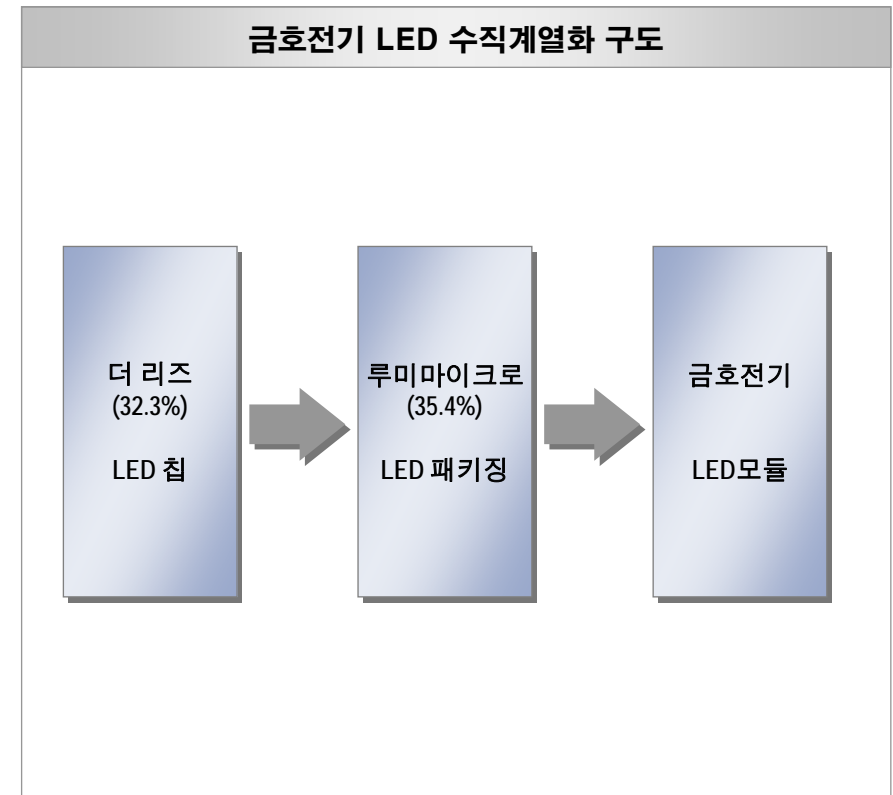 금호전기 LED 수직계열화 구도
더 리즈
(32.3%)
LED 칩
루미마이크로
(35.4%)
LED 패키징
금호전기
LED모듈